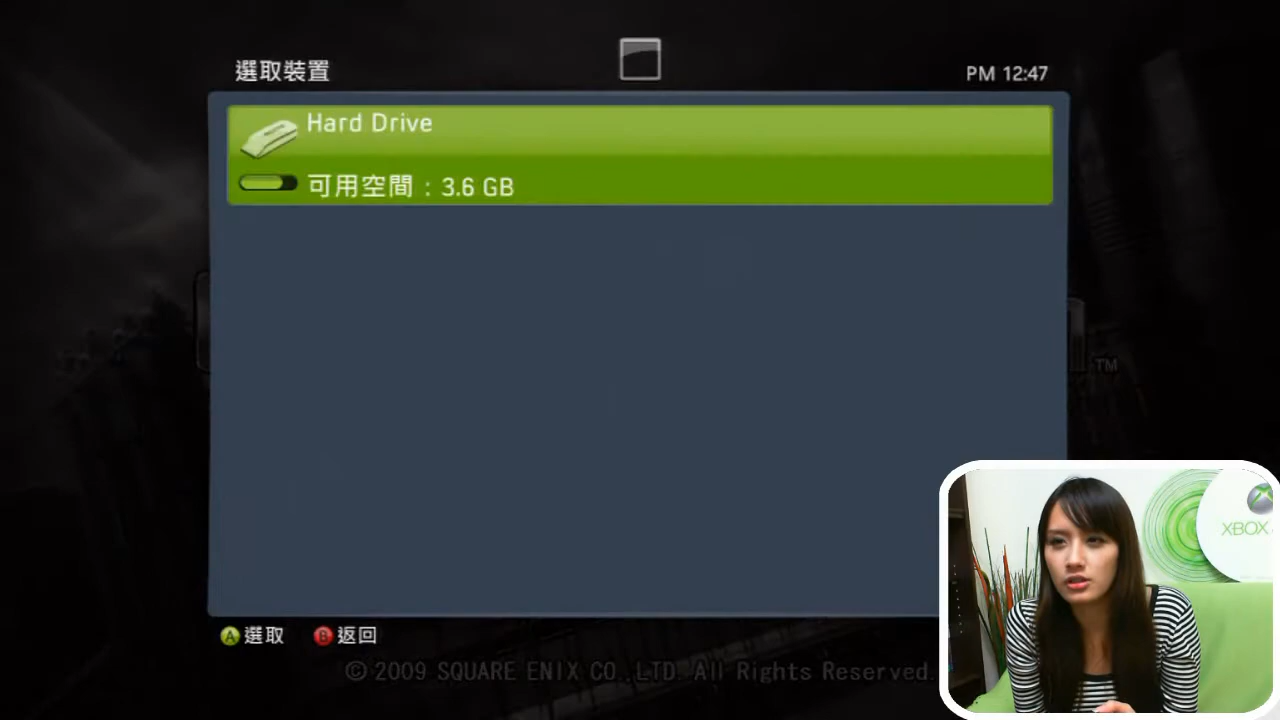 選取裝置
PM 12:47
Hard Drive
可用空間：3.6 GB
TM
XBOX
A 選取 B 返回
© 2009 SQUARE ENIX CO.,LTD. All Rights Reserved.